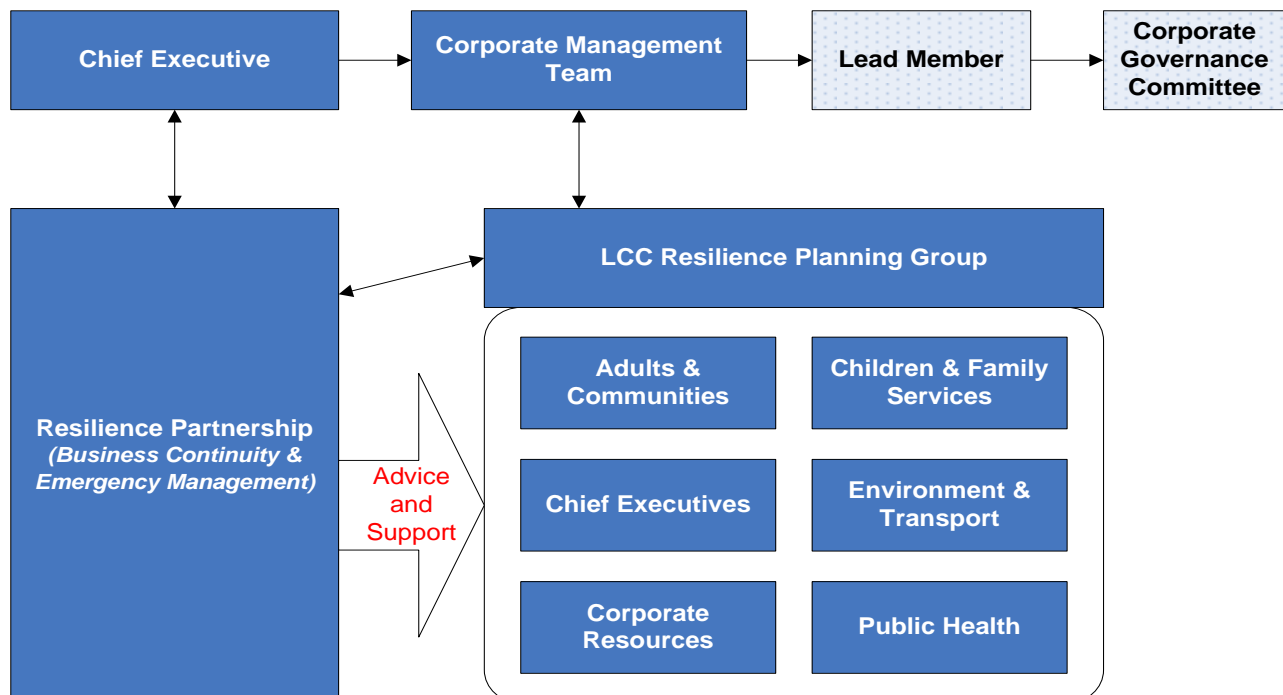 Chief Executive
Corporate Management
Team
Lead Member
Corporate
Governance
Committee
LCC Resilience Planning Group
Resilience Partnership
(Business Continuity &
Emergency Management)
Advice
and
Support
Adults &
Communities
Children & Family
Services
Chief Executives
Environment &
Transport
Corporate
Resources
Public Health